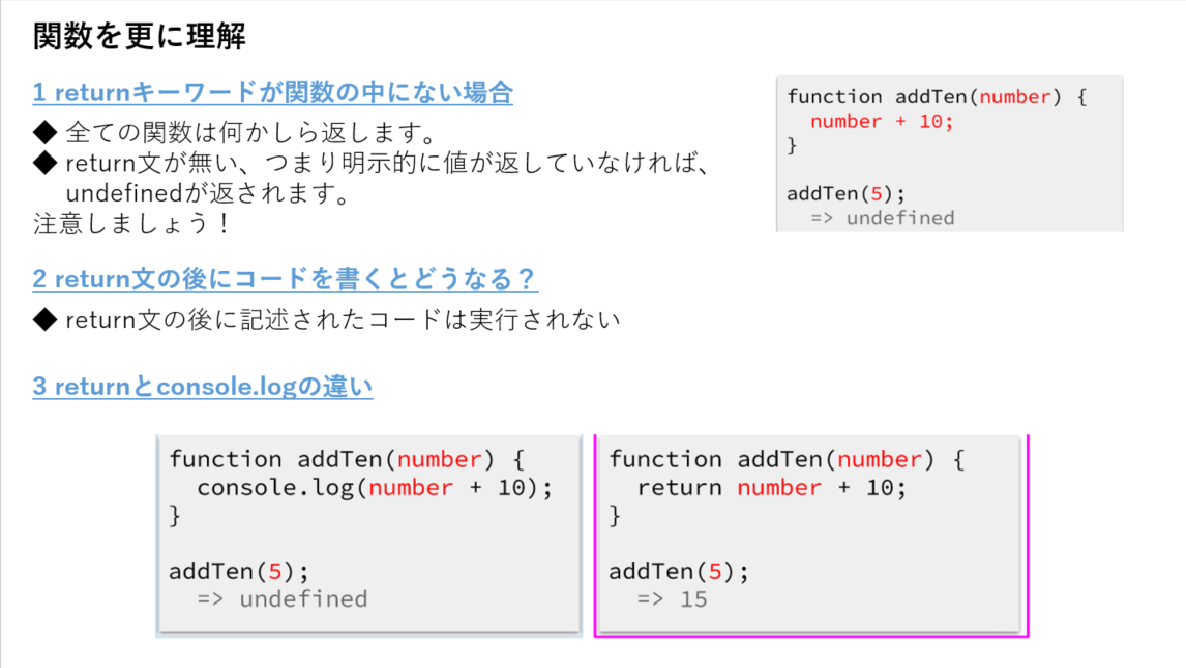 関数を更に理解
1 returnキーワードが関数の中にない場合
◆ 全ての関数は何かしら返します。
◆ return文が無い、つまり明示的に値が返していなければ、
undefinedが返されます。
注意しましょう！
function addTen(number) {
  number + 10;
}
addTen(5);
  => undefined
2 return文の後にコードを書くとどうなる？
◆ return文の後に記述されたコードは実行されない
3 returnとconsole.logの違い
function addTen(number) {
  console.log(number + 10);
}
addTen(5);
  => undefined
function addTen(number) {
  return number + 10;
}
addTen(5);
  => 15